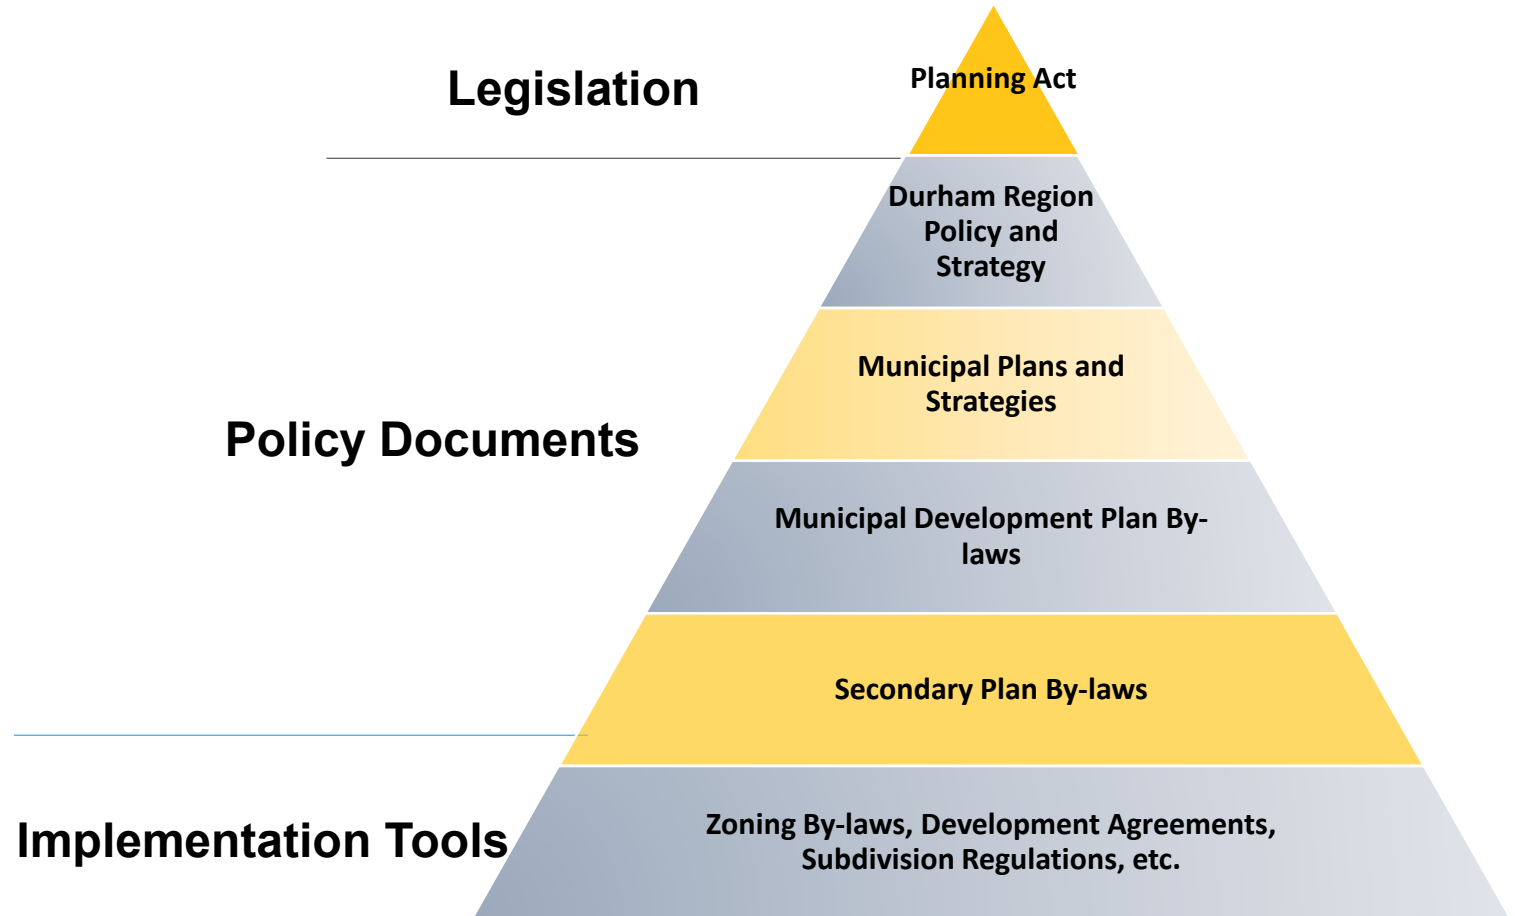 Legislation
Planning Act
Durham Region
Policy and
Strategy
Municipal Plans and
Strategies
Policy Documents
Municipal Development Plan By-
laws
Secondary Plan By-laws
Implementation Tools
Zoning By-laws, Development Agreements,
Subdivision Regulations, etc.